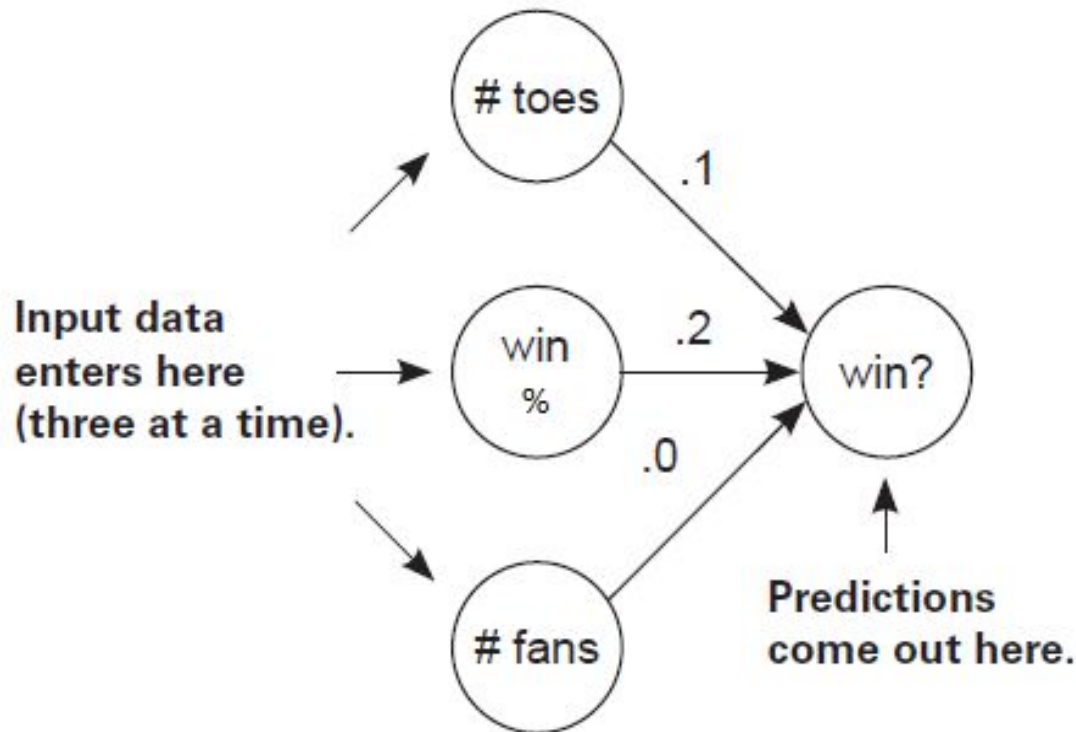 # toes
.1
Input data
enters here
(three at a time).
win
%
.2
win?
.0
# fans
Predictions
come out here.